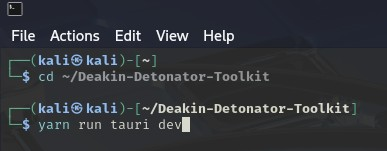 File Actions Edit View Help
┌──(kali㉿kali)-[~]
└─$ cd ~/Deakin-Detonator-Toolkit
┌──(kali㉿kali)-[~/Deakin-Detonator-Toolkit]
└─$ yarn run tauri dev